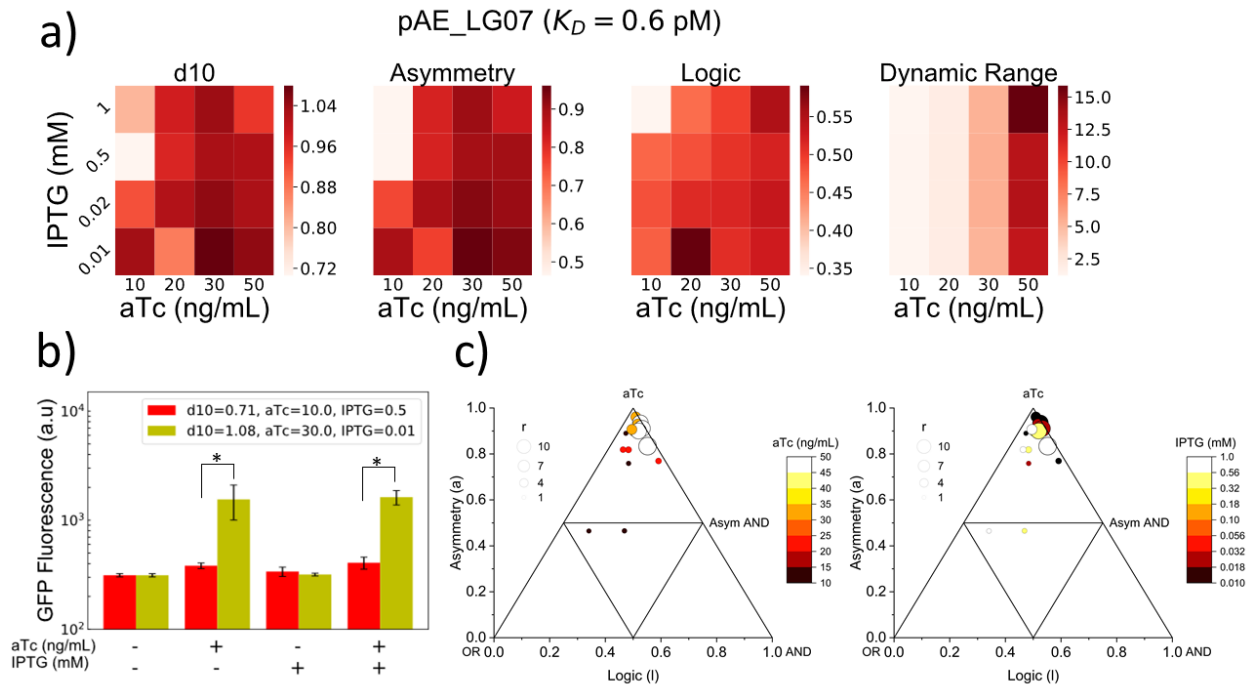 a)
pAE_LG07 (K_D = 0.6 pM)
d10 Asymmetry Logic Dynamic Range
IPTG (mM)
1
0.5
0.02
0.01
1.04
0.96
0.88
0.80
0.72
0.9
0.8
0.7
0.6
0.5
0.55
0.50
0.45
0.40
0.35
15.0
12.5
10.0
7.5
5.0
2.5
10 20 30 50 10 20 30 50 10 20 30 50 10 20 30 50
aTc (ng/mL) aTc (ng/mL) aTc (ng/mL) aTc (ng/mL)
b)
GFP Fluorescence (a.u)
10^4
10^3
10^2
d10=0.71, aTc=10.0, IPTG=0.5
d10=1.08, aTc=30.0, IPTG=0.01
* *
aTc (ng/mL) - + - +
IPTG (mM) - - + +
c)
aTc
Asymmetry (a)
1.0
0.8
0.6
0.4
0.2
0.0
r
10
7
4
1
Asym AND
aTc (ng/mL)
50
45
40
35
30
25
20
15
10
OR 0.0 0.2 0.4 0.6 0.8 1.0 AND
Logic (l)
aTc
Asymmetry (a)
1.0
0.8
0.6
0.4
0.2
0.0
r
10
7
4
1
Asym AND
IPTG (mM)
1.0
0.56
0.32
0.18
0.10
0.056
0.032
0.018
0.010
OR 0.0 0.2 0.4 0.6 0.8 1.0 AND
Logic (l)